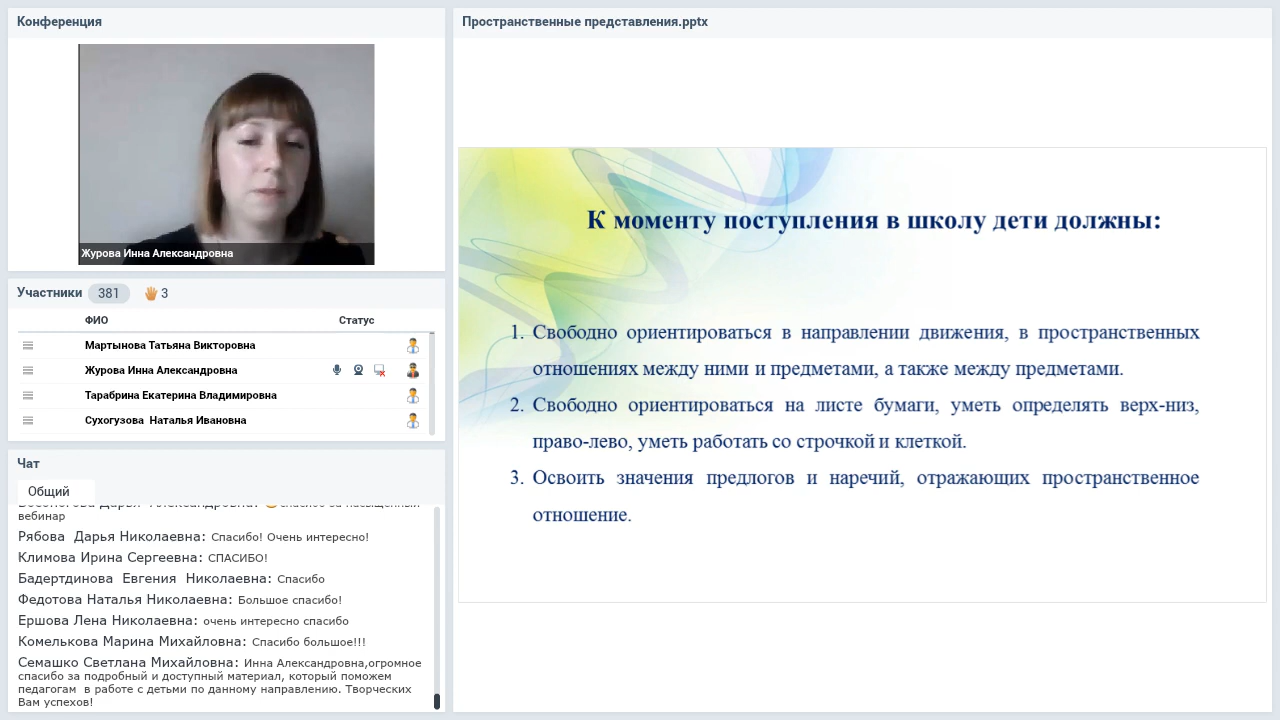 Конференция
Журова Инна Александровна
Участники 381 3
ФИО Статус
Мартынова Татьяна Викторовна
Журова Инна Александровна
Тарабрина Екатерина Владимировна
Сухогузова Наталья Ивановна
Чат
Общий
вебинар
Рябова Дарья Николаевна: Спасибо! Очень интересно!
Климова Ирина Сергеевна: СПАСИБО!
Бадертдинова Евгения Николаевна: Спасибо
Федотова Наталья Николаевна: Большое спасибо!
Ершова Лена Николаевна: очень интересно спасибо
Комелькова Марина Михайловна: Спасибо большое!!!
Семашко Светлана Михайловна: Инна Александровна,огромное
спасибо за подробный и доступный материал, который поможем
педагогам в работе с детьми по данному направлению. Творческих
Вам успехов!
Пространственные представления.pptx
К моменту поступления в школу дети должны:
1. Свободно ориентироваться в направлении движения, в пространственных
отношениях между ними и предметами, а также между предметами.
2. Свободно ориентироваться на листе бумаги, уметь определять верх-низ,
право-лево, уметь работать со строчкой и клеткой.
3. Освоить значения предлогов и наречий, отражающих пространственное
отношение.